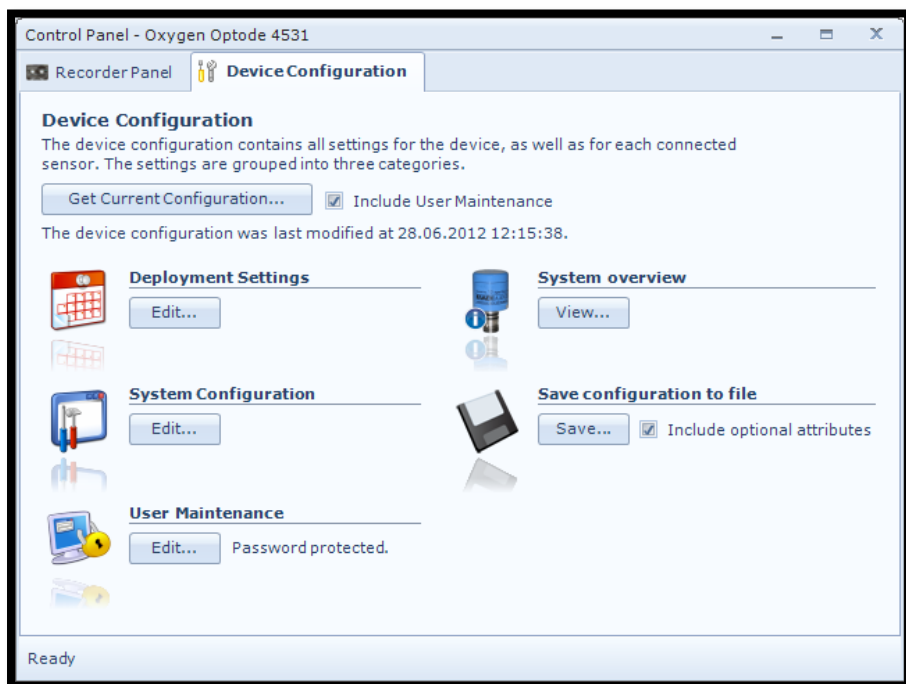 Control Panel - Oxygen Optode 4531
Recorder Panel
Device Configuration
Device Configuration
The device configuration contains all settings for the device, as well as for each connected
sensor. The settings are grouped into three categories.
Get Current Configuration...
Include User Maintenance
The device configuration was last modified at 28.06.2012 12:15:38.
Deployment Settings
Edit...
System overview
View...
System Configuration
Edit...
Save configuration to file
Save...
Include optional attributes
User Maintenance
Edit...
Password protected.
Ready